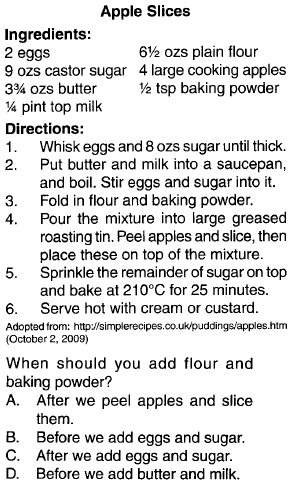 Apple Slices
Ingredients:
2 eggs 6½ ozs plain flour
9 ozs castor sugar 4 large cooking apples
3¾ ozs butter ½ tsp baking powder
¼ pint top milk
Directions:
1. Whisk eggs and 8 ozs sugar until thick.
2. Put butter and milk into a saucepan,
and boil. Stir eggs and sugar into it.
3. Fold in flour and baking powder.
4. Pour the mixture into large greased
roasting tin. Peel apples and slice, then
place these on top of the mixture.
5. Sprinkle the remainder of sugar on top
and bake at 210°C for 25 minutes.
6. Serve hot with cream or custard.
Adopted from: http://simplerecipes.co.uk/puddings/apples.htm
(October 2, 2009)
When should you add flour and
baking powder?
A. After we peel apples and slice
them.
B. Before we add eggs and sugar.
C. After we add eggs and sugar.
D. Before we add butter and milk.